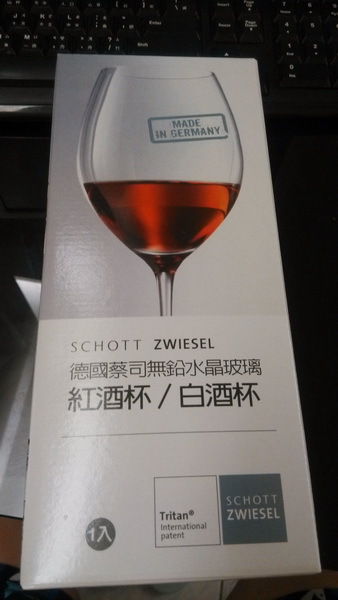 MADE
IN GERMANY
SCHOTT ZWIESEL
德國蔡司無鉛水晶玻璃
紅酒杯 / 白酒杯
1入
Tritan®
International
patent
SCHOTT
ZWIESEL